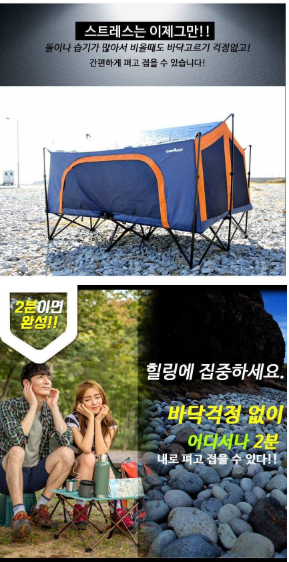 스트레스는 이제그만!!
돌이나 습기가 많아서 비올때도 바닥고르기 걱정없고!
간편하게 펴고 접을 수 있습니다!
2분이면
완성!!
힐링에 집중하세요.
바닥걱정 없이
어디서나 2분
내로 펴고 접을 수 있다!!